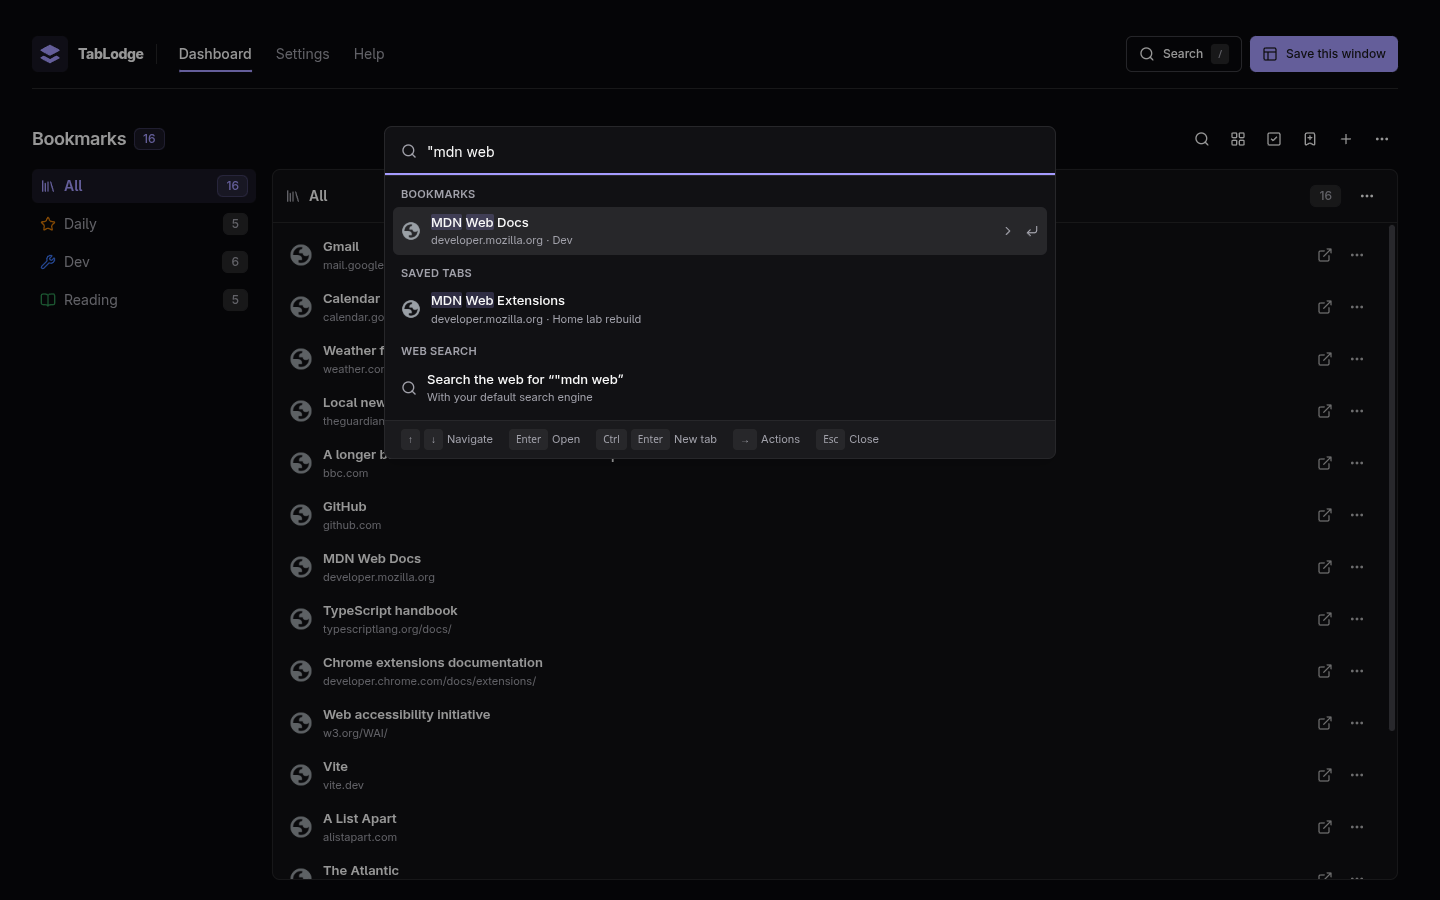 TabLodge
Dashboard
Settings
Help
Search /
Save this window
Bookmarks 16
"mdn web
All 16
Daily 5
Dev 6
Reading 5
All 16
BOOKMARKS
MDN Web Docs
developer.mozilla.org · Dev
SAVED TABS
MDN Web Extensions
developer.mozilla.org · Home lab rebuild
WEB SEARCH
Search the web for “"mdn web”
With your default search engine
↑ ↓ Navigate Enter Open Ctrl Enter New tab → Actions Esc Close
Gmail
mail.google
Calendar
calendar.go
Weather f
weather.co
Local new
theguardian
A longer b
bbc.com
GitHub
github.com
MDN Web Docs
developer.mozilla.org
TypeScript handbook
typescriptlang.org/docs/
Chrome extensions documentation
developer.chrome.com/docs/extensions/
Web accessibility initiative
w3.org/WAI/
Vite
vite.dev
A List Apart
alistapart.com
The Atlantic